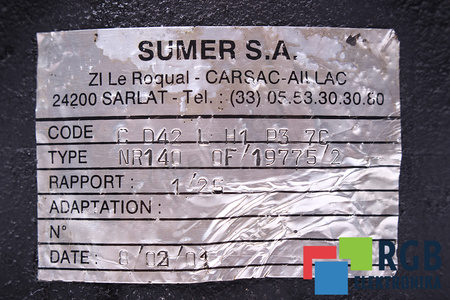 SUMER S.A.
ZI Le Roqual - CARSAC-AILLAC
24200 SARLAT - Tel. : (33) 05.53.30.30.80
CODE C D42 L H1 P3 7C
TYPE NR140 OF/19775/2
RAPPORT : 1/25
ADAPTATION :
N°
DATE : 8/02/01
RGB
ELEKTRONIKA